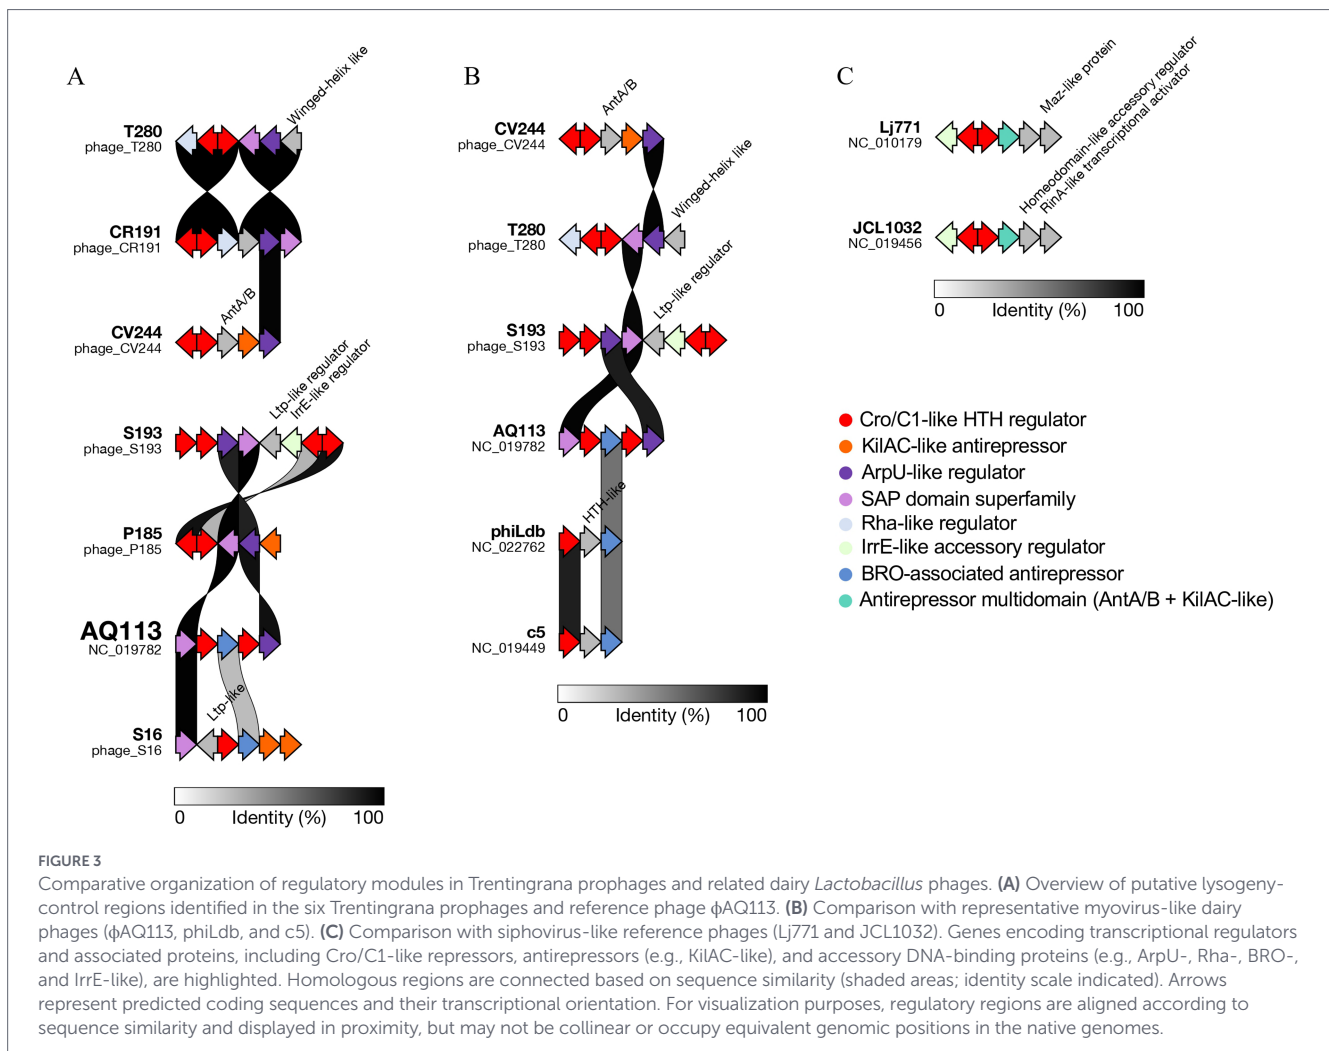 A
Winged-helix like
T280
phage_T280
CR191
phage_CR191
AntA/B
CV244
phage_CV244
Ltp-like regulator
IrrE-like regulator
S193
phage_S193
P185
phage_P185
AQ113
NC_019782
Ltp-like
S16
phage_S16
0 Identity (%) 100
B
AntA/B
CV244
phage_CV244
Winged-helix like
T280
phage_T280
Ltp-like regulator
S193
phage_S193
AQ113
NC_019782
HTH-like
phiLdb
NC_022762
c5
NC_019449
0 Identity (%) 100
C
Maz-like protein
Lj771
NC_010179
Homeodomain-like accessory regulator
RinA-like transcriptional activator
JCL1032
NC_019456
0 Identity (%) 100
Cro/C1-like HTH regulator
KilAC-like antirepressor
ArpU-like regulator
SAP domain superfamily
Rha-like regulator
IrrE-like accessory regulator
BRO-associated antirepressor
Antirepressor multidomain (AntA/B + KilAC-like)
FIGURE 3
Comparative organization of regulatory modules in Trentingrana prophages and related dairy Lactobacillus phages. (A) Overview of putative lysogeny-
control regions identified in the six Trentingrana prophages and reference phage ϕAQ113. (B) Comparison with representative myovirus-like dairy
phages (ϕAQ113, phiLdb, and c5). (C) Comparison with siphovirus-like reference phages (Lj771 and JCL1032). Genes encoding transcriptional regulators
and associated proteins, including Cro/C1-like repressors, antirepressors (e.g., KilAC-like), and accessory DNA-binding proteins (e.g., ArpU-, Rha-, BRO-,
and IrrE-like), are highlighted. Homologous regions are connected based on sequence similarity (shaded areas; identity scale indicated). Arrows
represent predicted coding sequences and their transcriptional orientation. For visualization purposes, regulatory regions are aligned according to
sequence similarity and displayed in proximity, but may not be collinear or occupy equivalent genomic positions in the native genomes.